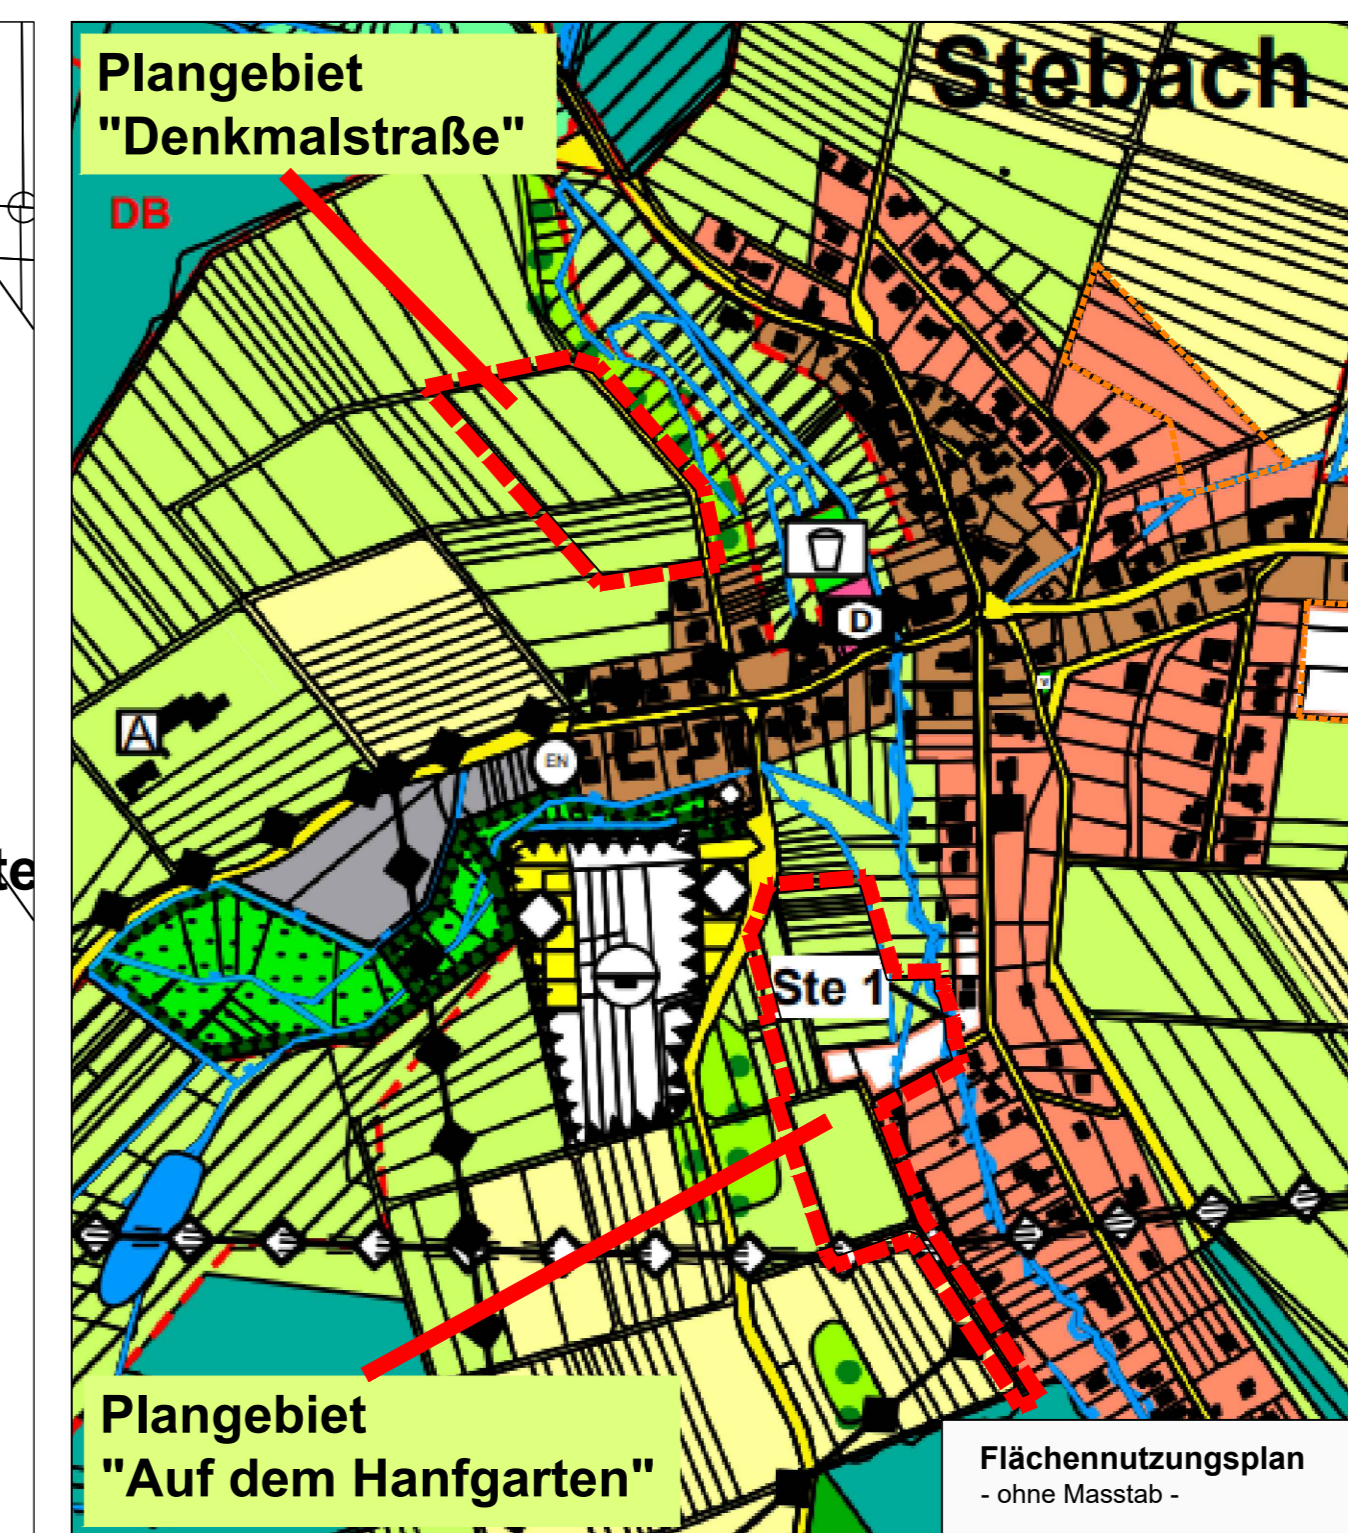 Plangebiet
"Denkmalstraße"
Stebach
DB
D
A
EN
te
Ste 1
Plangebiet
"Auf dem Hanfgarten"
Flächennutzungsplan
- ohne Masstab -